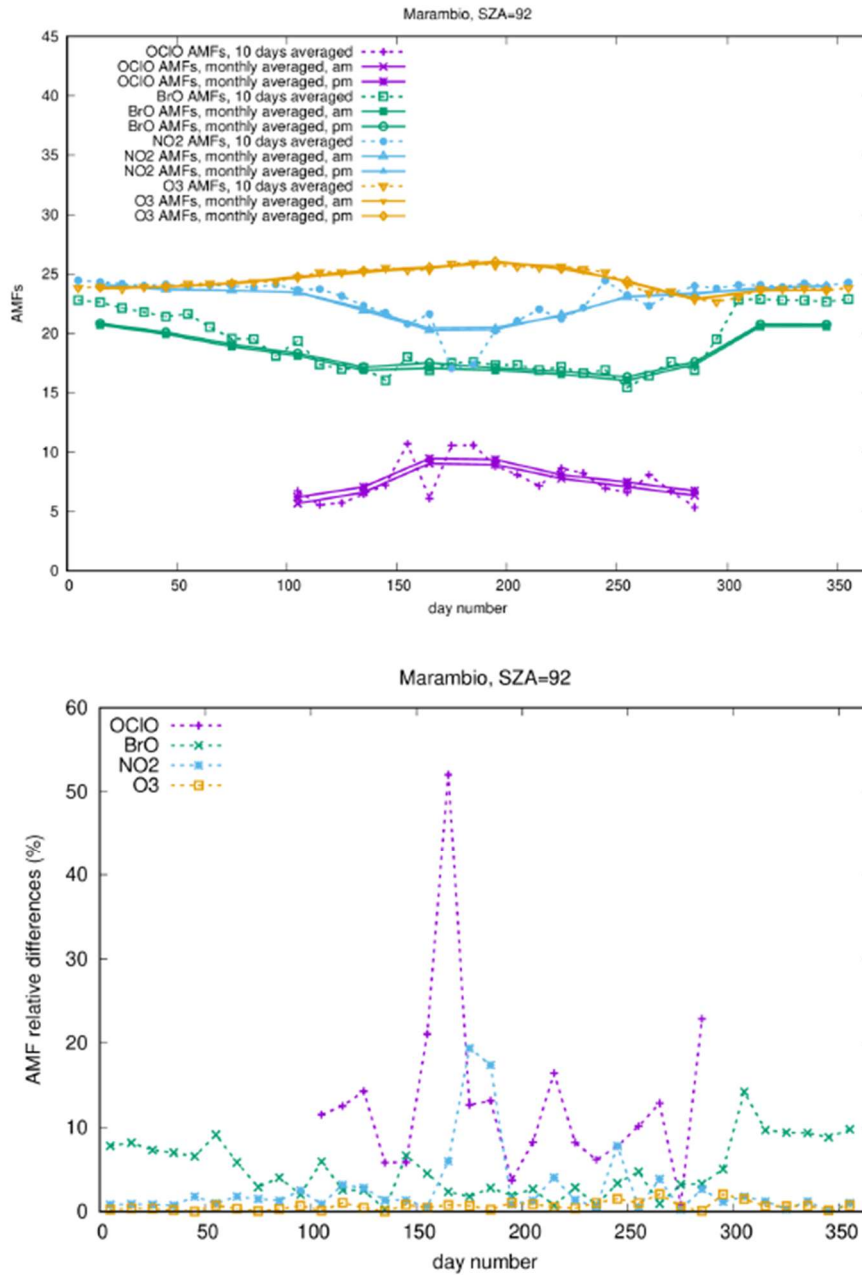 Marambio, SZA=92
45
40
35
30
25
20
15
10
5
0
AMFs
OClO AMFs, 10 days averaged
OClO AMFs, monthly averaged, am
OClO AMFs, monthly averaged, pm
BrO AMFs, 10 days averaged
BrO AMFs, monthly averaged, am
BrO AMFs, monthly averaged, pm
NO2 AMFs, 10 days averaged
NO2 AMFs, monthly averaged, am
NO2 AMFs, monthly averaged, pm
O3 AMFs, 10 days averaged
O3 AMFs, monthly averaged, am
O3 AMFs, monthly averaged, pm
0 50 100 150 200 250 300 350
day number
Marambio, SZA=92
60
50
40
30
20
10
0
AMF relative differences (%)
OClO
BrO
NO2
O3
0 50 100 150 200 250 300 350
day number